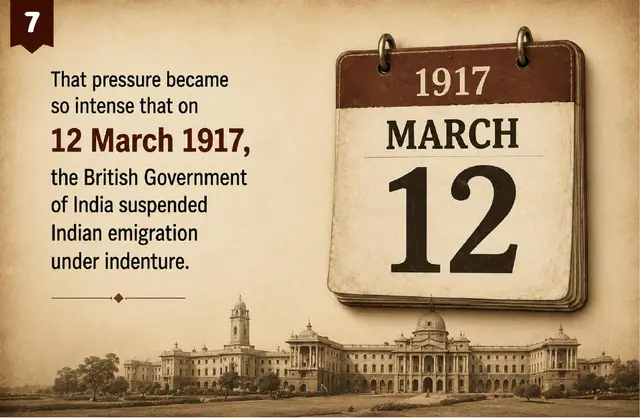 7
That pressure became
so intense that on
12 March 1917,
the British Government
of India suspended
Indian emigration
under indenture.
1917
MARCH
12